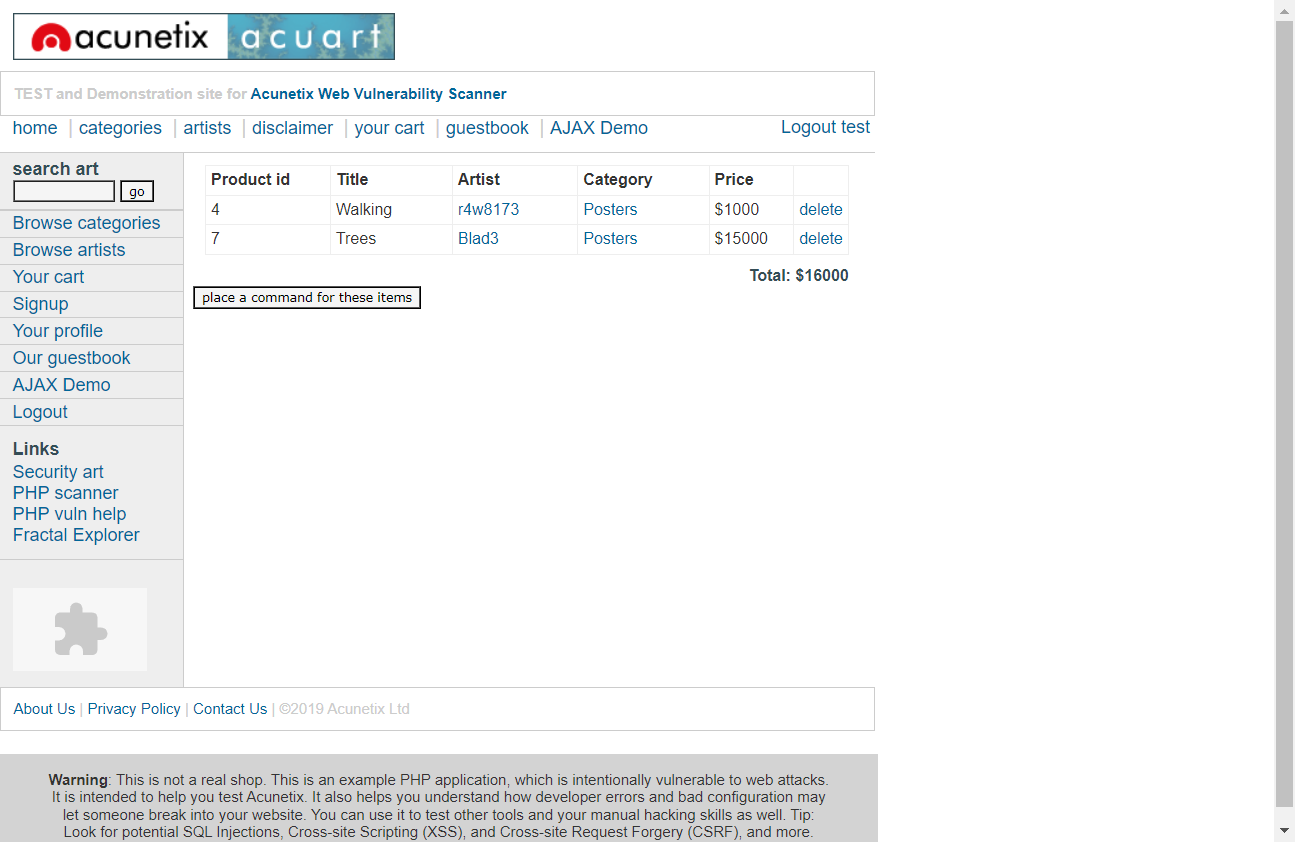 acunetix acuart
TEST and Demonstration site for Acunetix Web Vulnerability Scanner
home | categories | artists | disclaimer | your cart | guestbook | AJAX Demo Logout test
search art
go
Browse categories
Browse artists
Your cart
Signup
Your profile
Our guestbook
AJAX Demo
Logout
Links
Security art
PHP scanner
PHP vuln help
Fractal Explorer
Product id Title Artist Category Price
4 Walking r4w8173 Posters $1000 delete
7 Trees Blad3 Posters $15000 delete
Total: $16000
place a command for these items
About Us | Privacy Policy | Contact Us | ©2019 Acunetix Ltd
Warning: This is not a real shop. This is an example PHP application, which is intentionally vulnerable to web attacks.
It is intended to help you test Acunetix. It also helps you understand how developer errors and bad configuration may
let someone break into your website. You can use it to test other tools and your manual hacking skills as well. Tip:
Look for potential SQL Injections, Cross-site Scripting (XSS), and Cross-site Request Forgery (CSRF), and more.